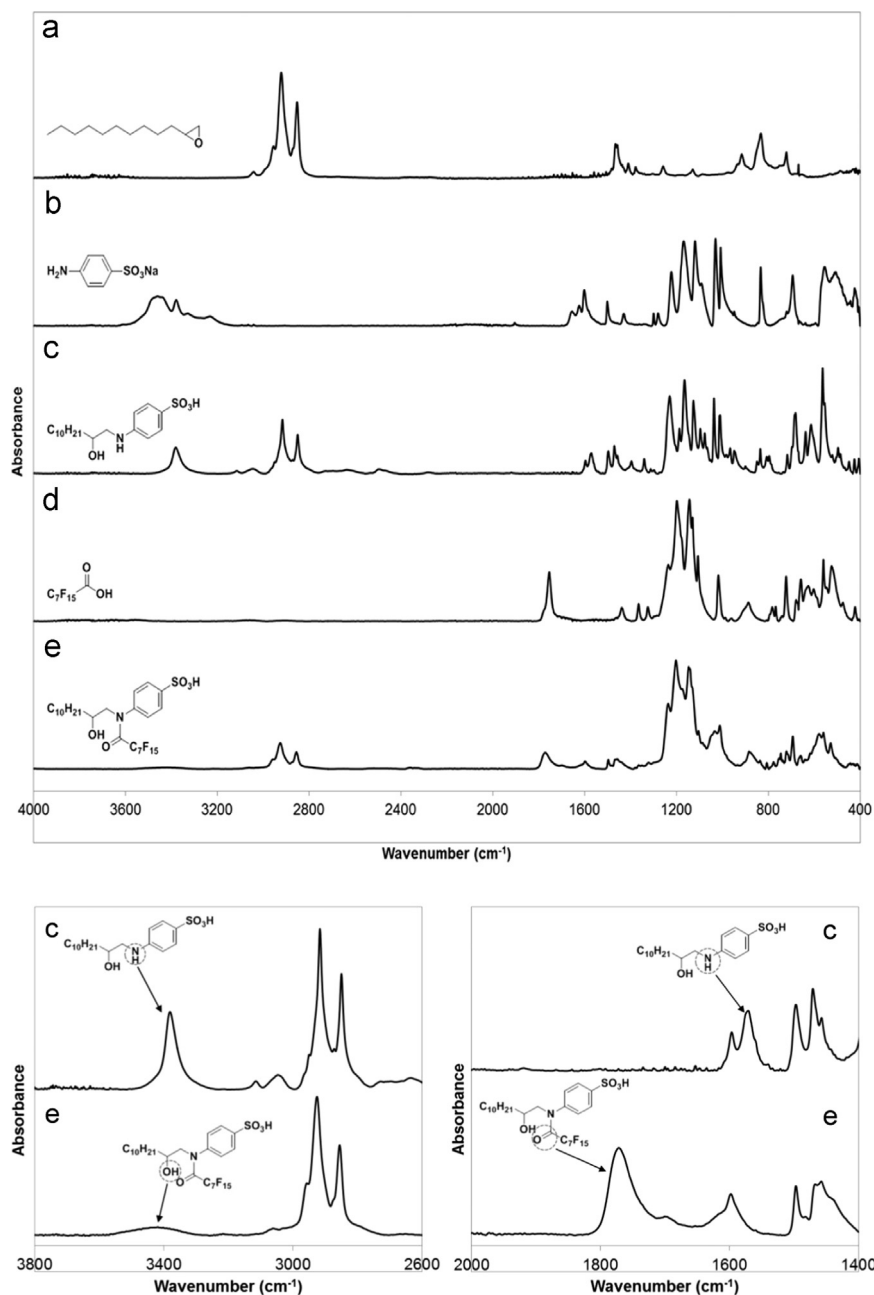 a
O
b
H₂N
SO₃Na
c
SO₃H
C₁₀H₂₁
N
H
OH
d
O
C₇F₁₅
OH
e
SO₃H
C₁₀H₂₁
N
OH
O
C₇F₁₅
Absorbance
4000 3600 3200 2800 2400 2000 1600 1200 800 400
Wavenumber (cm⁻¹)
c
SO₃H
C₁₀H₂₁
N
H
OH
e
SO₃H
C₁₀H₂₁
N
OH
O
C₇F₁₅
Absorbance
3800 3400 3000 2600
Wavenumber (cm⁻¹)
c
SO₃H
C₁₀H₂₁
N
H
OH
e
SO₃H
C₁₀H₂₁
N
OH
O
C₇F₁₅
Absorbance
2000 1800 1600 1400
Wavenumber (cm⁻¹)